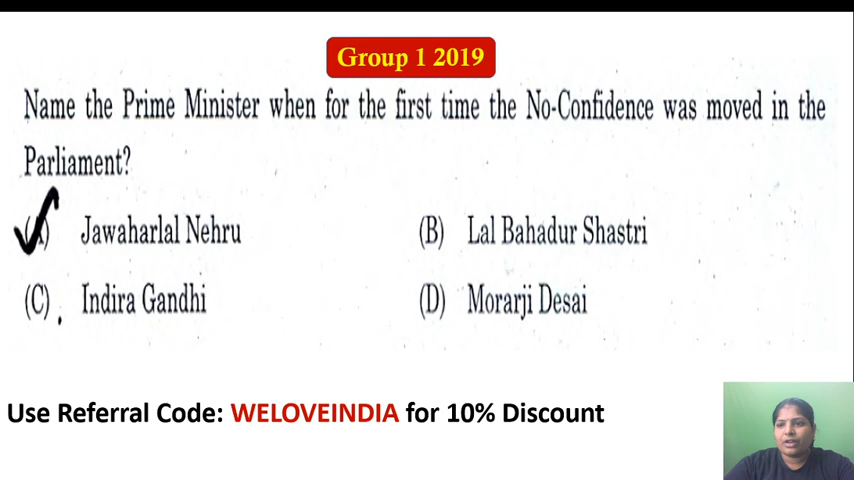 Group 1 2019
Name the Prime Minister when for the first time the No-Confidence was moved in the
Parliament?
(A) Jawaharlal Nehru (B) Lal Bahadur Shastri
(C) Indira Gandhi (D) Morarji Desai
Use Referral Code: WELOVEINDIA for 10% Discount